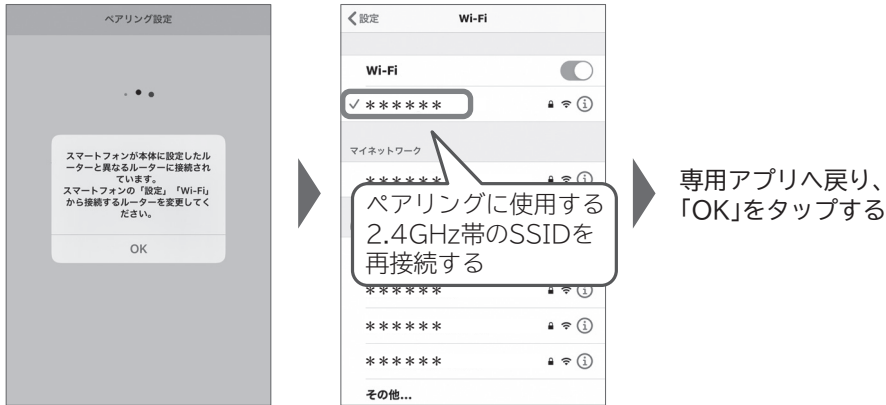 ペアリング設定
スマートフォンが本体に設定したル
ーターと異なるルーターに接続され
ています。
スマートフォンの「設定」「Wi-Fi」
から接続するルーターを変更してく
ださい。
OK
設定
Wi-Fi
Wi-Fi
✓ ******
マイネットワーク
******
ペアリングに使用する
2.4GHz帯のSSIDを
再接続する
******
******
******
その他...
専用アプリへ戻り、
「OK」をタップする